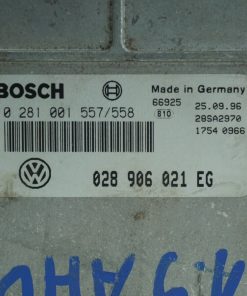 BOSCH Made in Germany
0 281 001 557/558 66925 25.09.96
810 28SA2970
1754 0966
028 906 021 EG